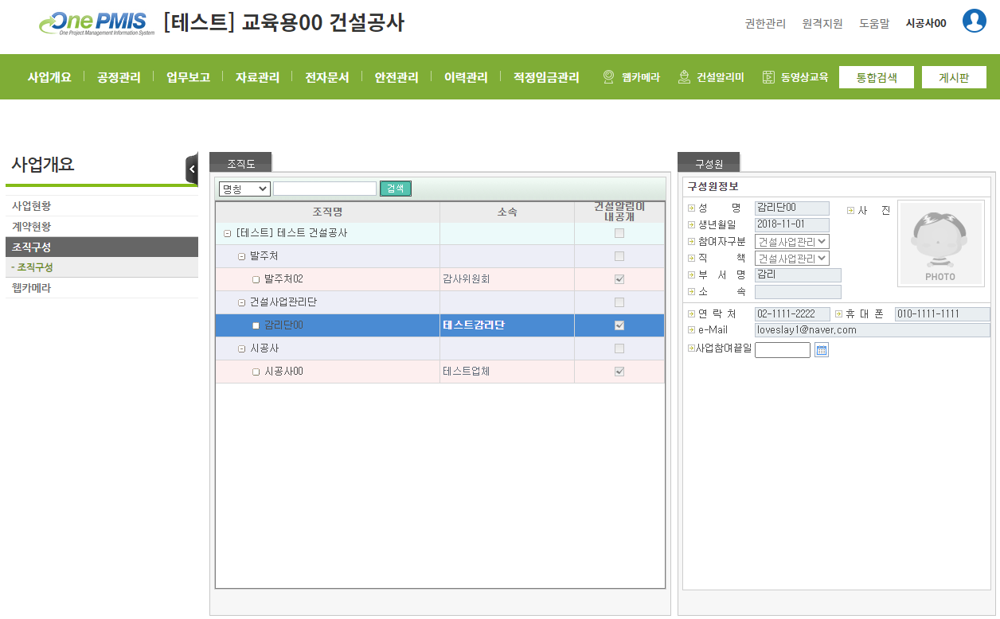 One PMIS
One Project Management Information System
[테스트] 교육용00 건설공사
권한관리 원격지원 도움말 시공사00
사업개요 공정관리 업무보고 자료관리 전자문서 안전관리 이력관리 적정임금관리 웹카메라 건설알리미 동영상교육 통합검색 게시판
사업개요
사업현황
계약현황
조직구성
- 조직구성
웹카메라
조직도
명칭 검색
조직명 소속 건설알림이
내공개
[테스트] 테스트 건설공사
발주처
발주처02 감사위원회
건설사업관리단
감리단00 테스트감리단
시공사
시공사00 테스트업체
구성원
구성원정보
성 명 감리단00 사 진
생년월일 2018-11-01
참여자구분 건설사업관리
직 책 건설사업관리
부 서 명 감리
소 속
PHOTO
연 락 처 02-1111-2222 휴 대 폰 010-1111-1111
e-Mail loveslay1@naver.com
사업참여끝일